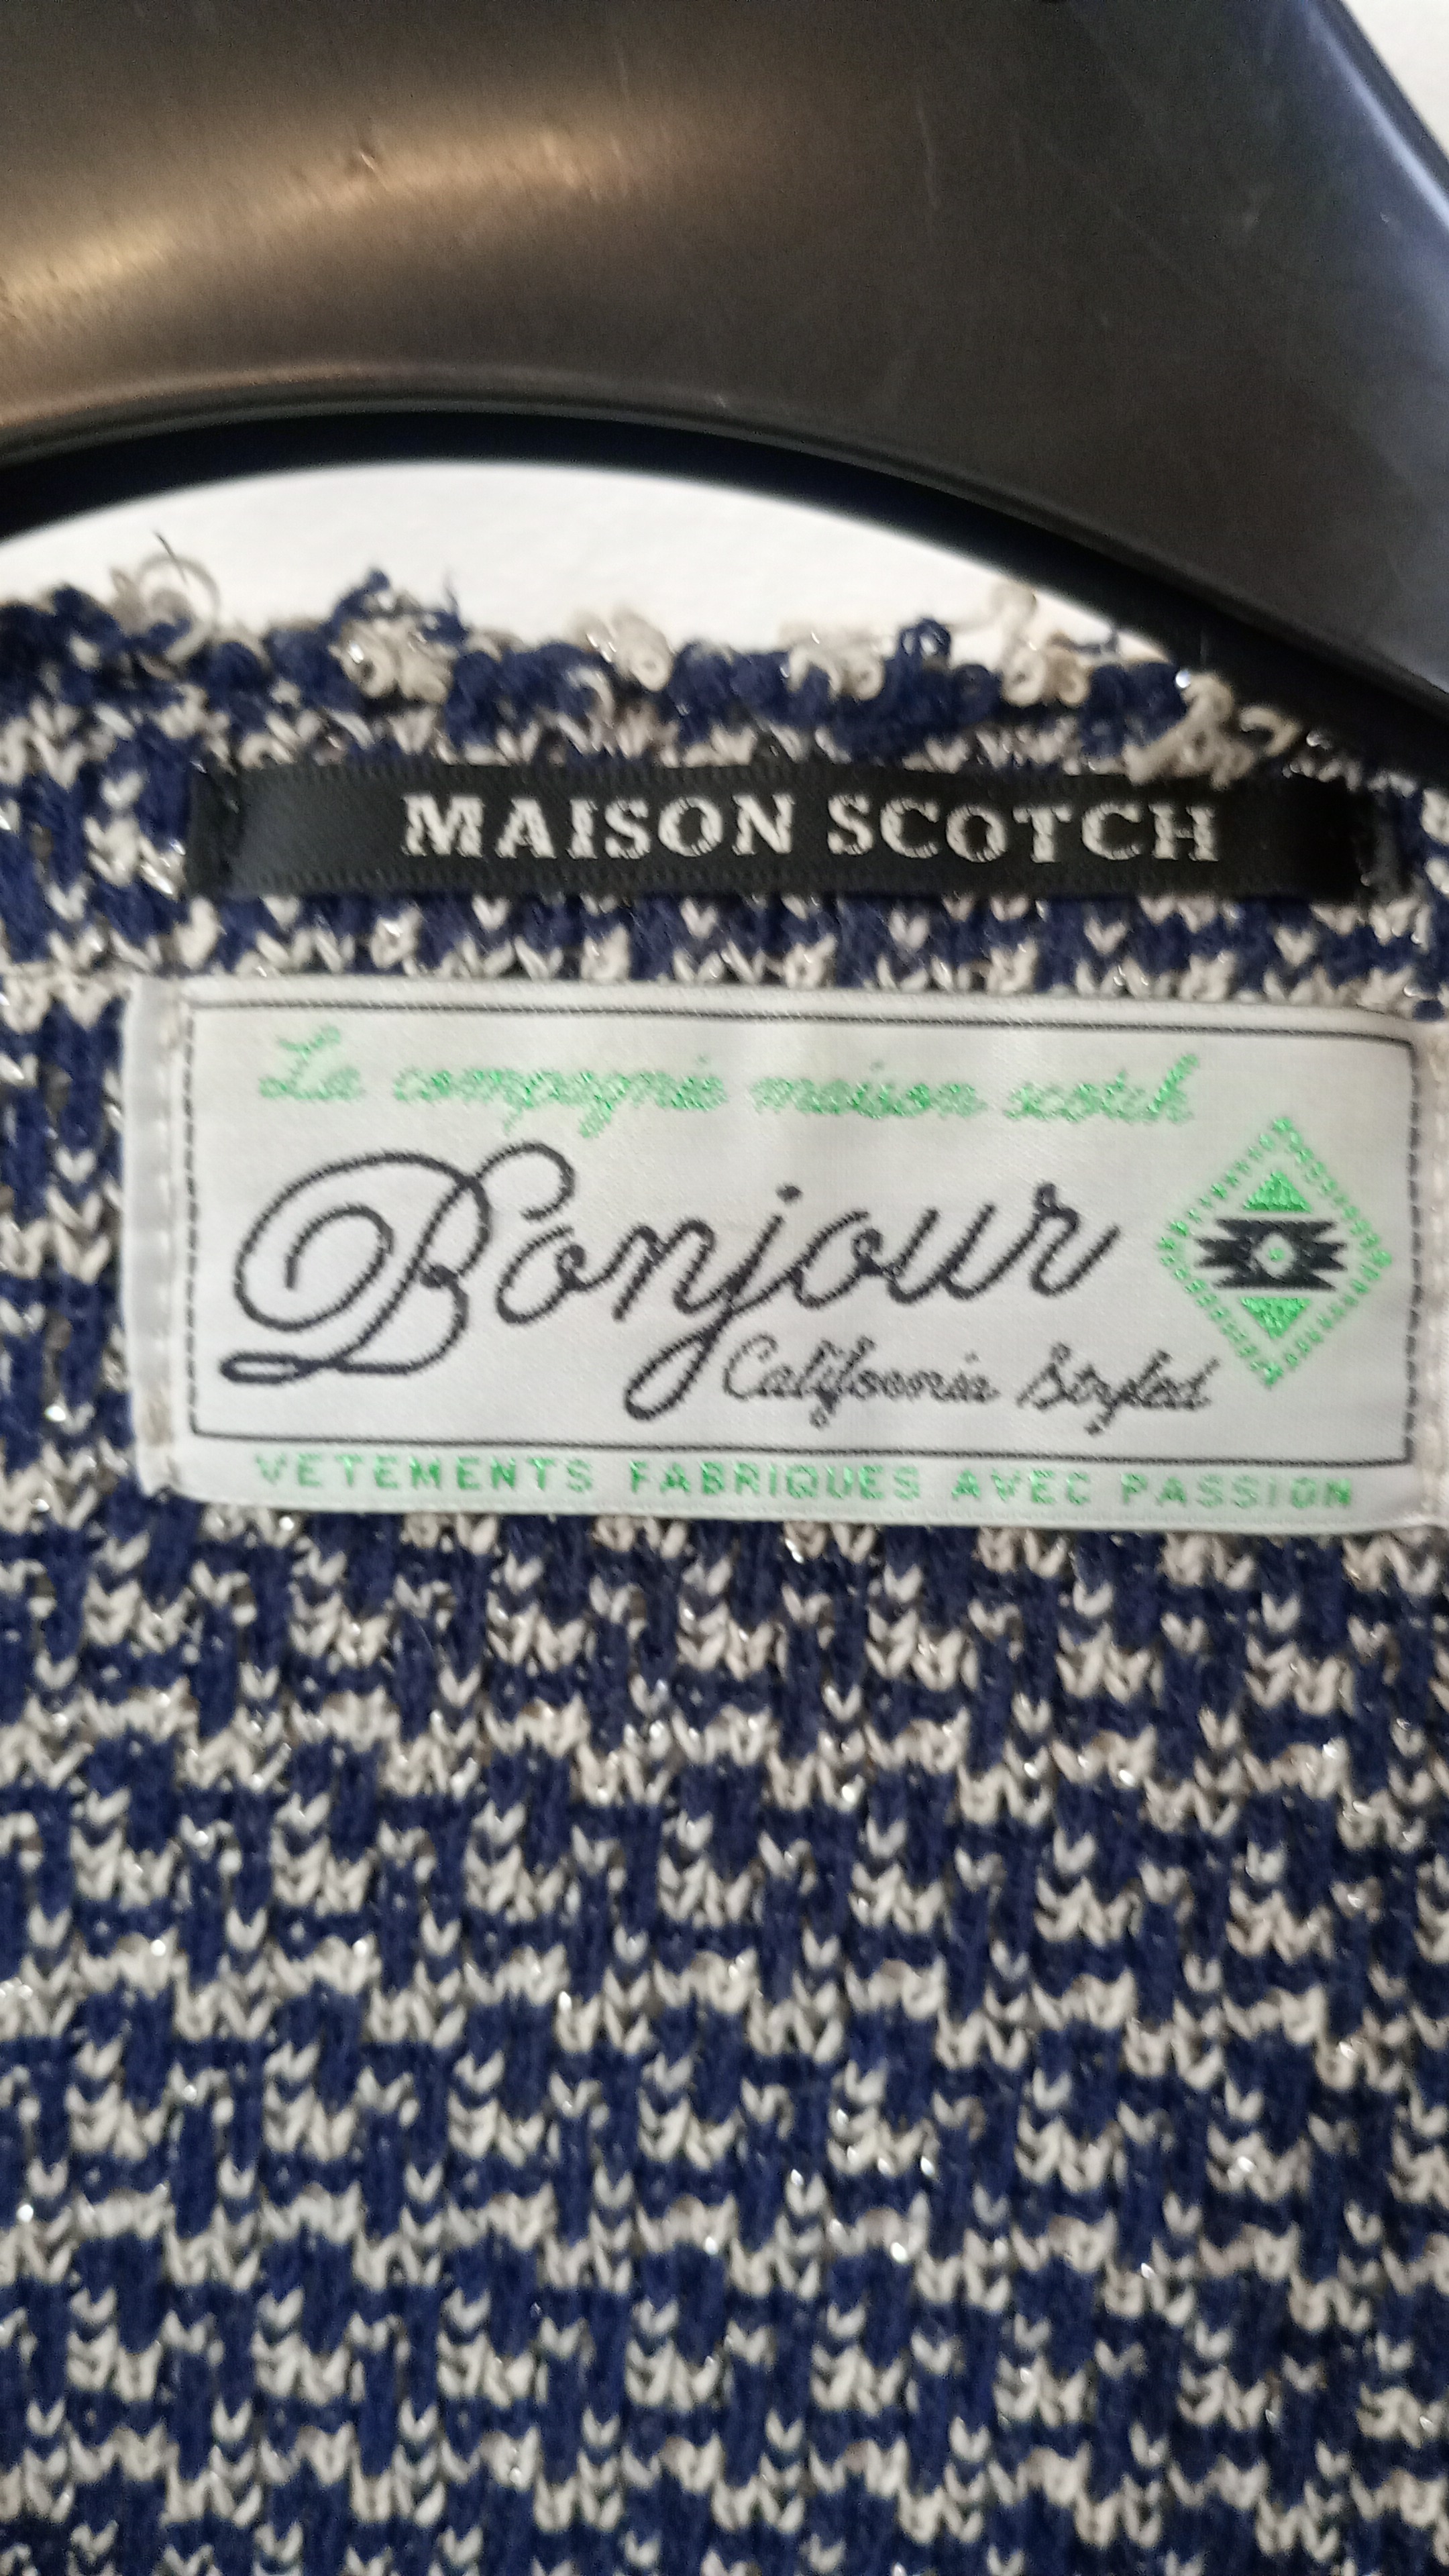 MAISON SCOTCH
La compagnie maison scotch
Bonjour
California Styled
VETEMENTS FABRIQUES AVEC PASSION